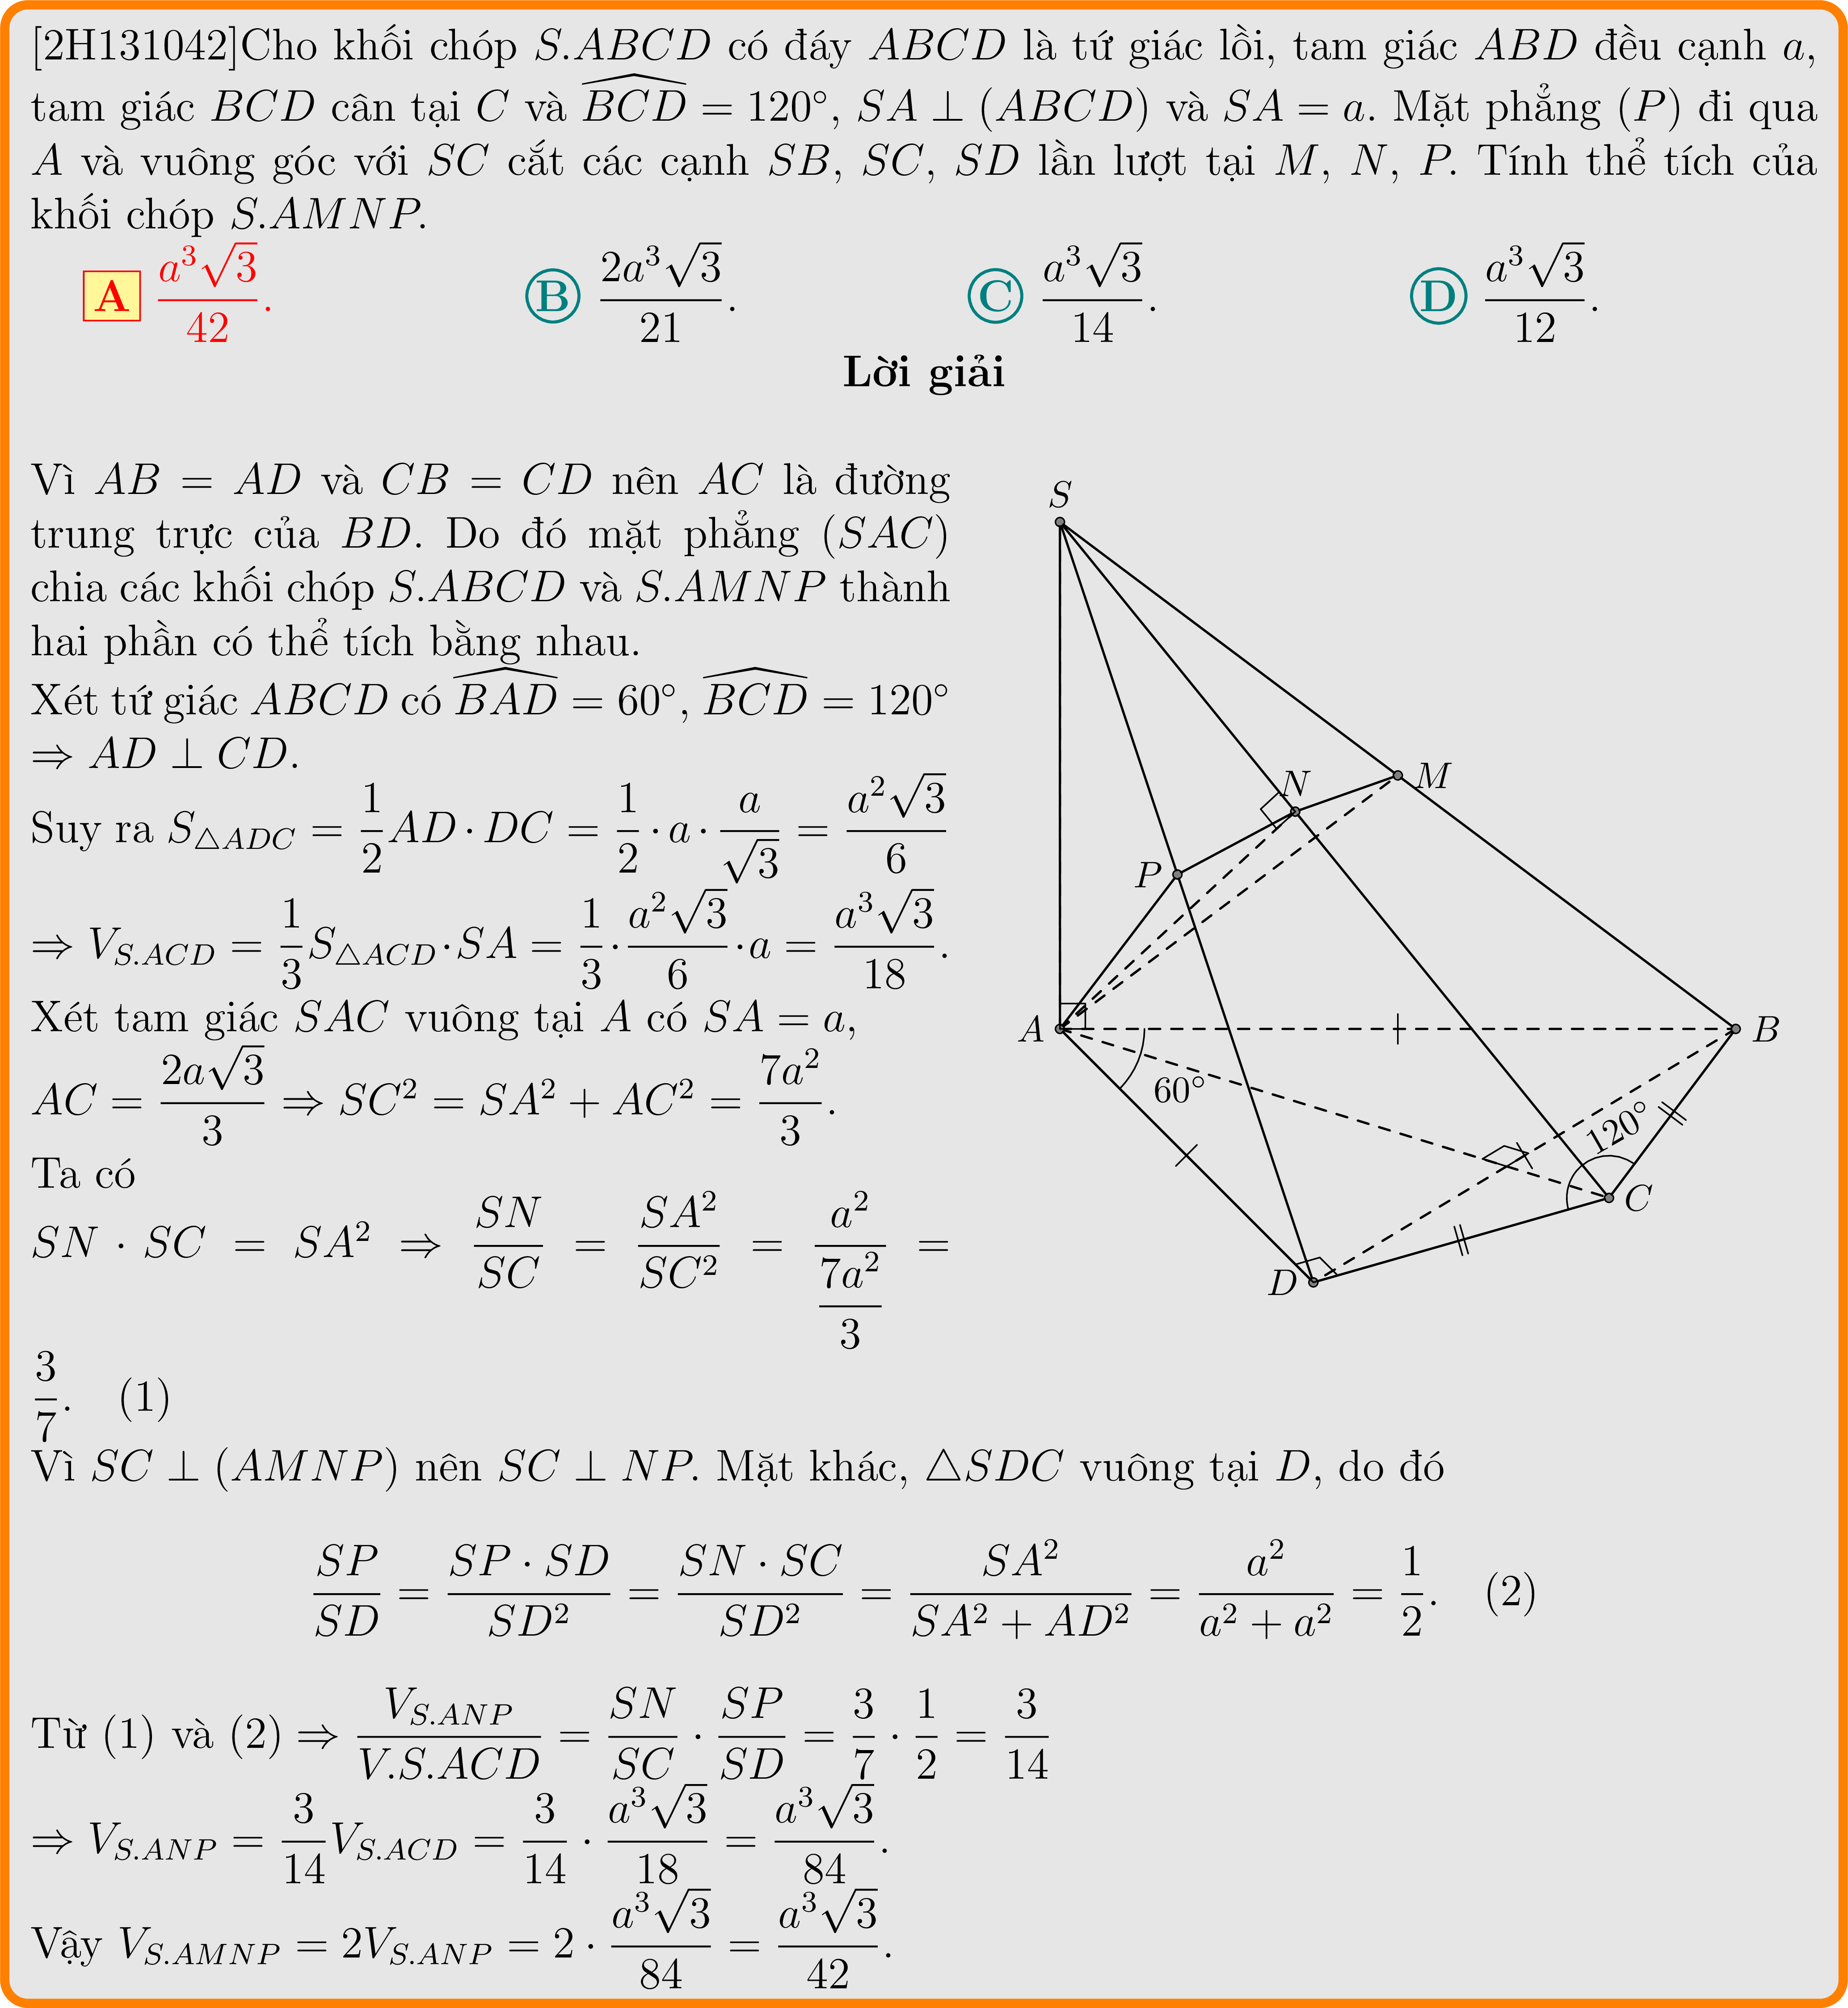 [2H131042]Cho khối chóp S.ABCD có đáy ABCD là tứ giác lồi, tam giác ABD đều cạnh a,
tam giác BCD cân tại C và $\widehat{BCD} = 120^\circ$, SA ⊥ (ABCD) và SA = a. Mặt phẳng (P) đi qua
A và vuông góc với SC cắt các cạnh SB, SC, SD lần lượt tại M, N, P. Tính thể tích của
khối chóp S.AMNP.
A $\frac{a^3\sqrt{3}}{42}$. B $\frac{2a^3\sqrt{3}}{21}$. C $\frac{a^3\sqrt{3}}{14}$. D $\frac{a^3\sqrt{3}}{12}$.
Lời giải
Vì AB = AD và CB = CD nên AC là đường
trung trực của BD. Do đó mặt phẳng (SAC)
chia các khối chóp S.ABCD và S.AMNP thành
hai phần có thể tích bằng nhau.
Xét tứ giác ABCD có $\widehat{BAD} = 60^\circ$, $\widehat{BCD} = 120^\circ$
⇒ AD ⊥ CD.
Suy ra $S_{\triangle ADC} = \frac{1}{2}AD \cdot DC = \frac{1}{2} \cdot a \cdot \frac{a}{\sqrt{3}} = \frac{a^2\sqrt{3}}{6}$
$\Rightarrow V_{S.ACD} = \frac{1}{3}S_{\triangle ACD} \cdot SA = \frac{1}{3} \cdot \frac{a^2\sqrt{3}}{6} \cdot a = \frac{a^3\sqrt{3}}{18}$.
Xét tam giác SAC vuông tại A có SA = a,
$AC = \frac{2a\sqrt{3}}{3} \Rightarrow SC^2 = SA^2 + AC^2 = \frac{7a^2}{3}$.
Ta có
$SN \cdot SC = SA^2 \Rightarrow \frac{SN}{SC} = \frac{SA^2}{SC^2} = \frac{a^2}{\frac{7a^2}{3}} =$
$\frac{3}{7}$. (1)
S
N
M
P
A
B
60°
120°
C
D
Vì SC ⊥ (AMNP) nên SC ⊥ NP. Mặt khác, △SDC vuông tại D, do đó
$\frac{SP}{SD} = \frac{SP \cdot SD}{SD^2} = \frac{SN \cdot SC}{SD^2} = \frac{SA^2}{SA^2 + AD^2} = \frac{a^2}{a^2 + a^2} = \frac{1}{2}$. (2)
Từ (1) và (2) $\Rightarrow \frac{V_{S.ANP}}{V.S.ACD} = \frac{SN}{SC} \cdot \frac{SP}{SD} = \frac{3}{7} \cdot \frac{1}{2} = \frac{3}{14}$
$\Rightarrow V_{S.ANP} = \frac{3}{14}V_{S.ACD} = \frac{3}{14} \cdot \frac{a^3\sqrt{3}}{18} = \frac{a^3\sqrt{3}}{84}$.
Vậy $V_{S.AMNP} = 2V_{S.ANP} = 2 \cdot \frac{a^3\sqrt{3}}{84} = \frac{a^3\sqrt{3}}{42}$.